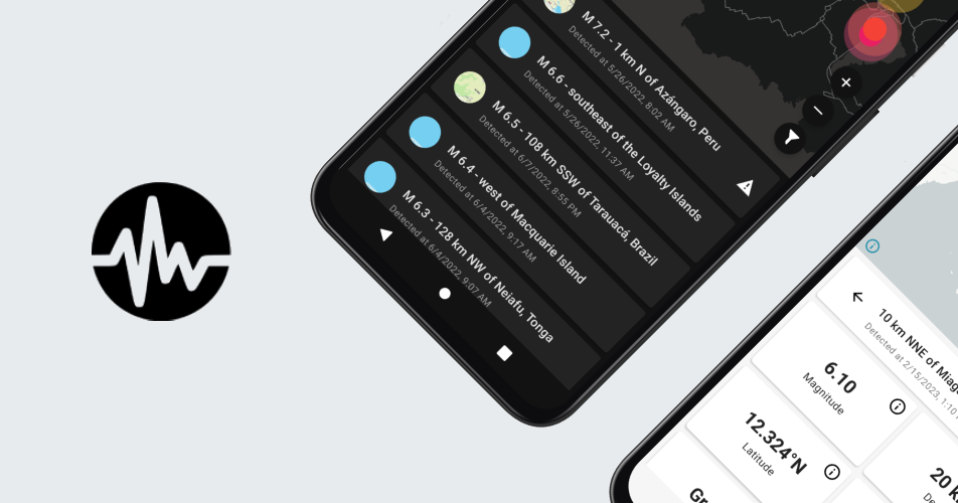 M 7.2 - 1 km N of Azángaro, Peru
Detected at 5/26/2022, 8:02 AM
M 6.6 - southeast of the Loyalty Islands
Detected at 5/26/2022, 11:37 AM
M 6.5 - 108 km SSW of Tarauacá, Brazil
Detected at 6/7/2022, 8:55 PM
M 6.4 - west of Macquarie Island
Detected at 6/4/2022, 9:17 AM
M 6.3 - 128 km NW of Neiafu, Tonga
Detected at 6/4/2022, 9:07 AM
10 km NNE of Miag
Detected at 2/15/2023, 1:10
6.10
Magnitude
12.324°N
Latitude
20 k
De
Gr